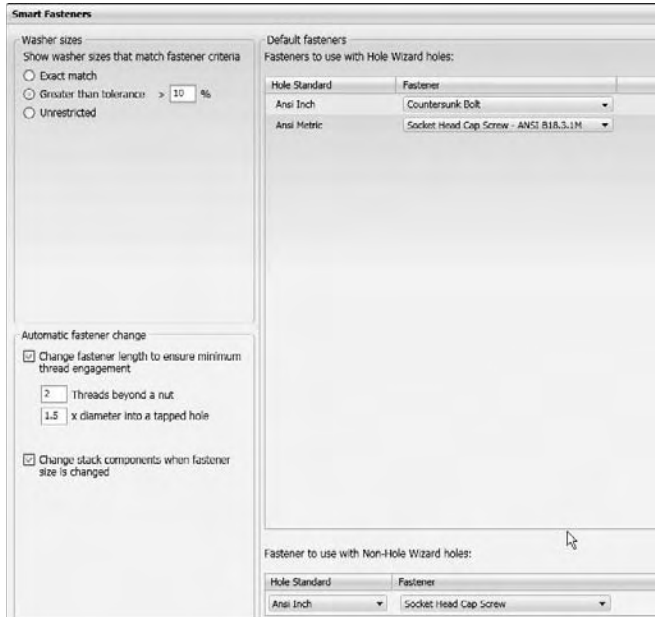 Smart Fasteners
Washer sizes
Show washer sizes that match fastener criteria
Exact match
Greater than tolerance > 10 %
Unrestricted
Automatic fastener change
Change fastener length to ensure minimum
thread engagement
2 Threads beyond a nut
1.5 x diameter into a tapped hole
Change stack components when fastener
size is changed
Default fasteners
Fasteners to use with Hole Wizard holes:
Hole Standard Fastener
Ansi Inch Countersunk Bolt
Ansi Metric Socket Head Cap Screw - ANSI B18.3.1M
Fastener to use with Non-Hole Wizard holes:
Hole Standard Fastener
Ansi Inch Socket Head Cap Screw